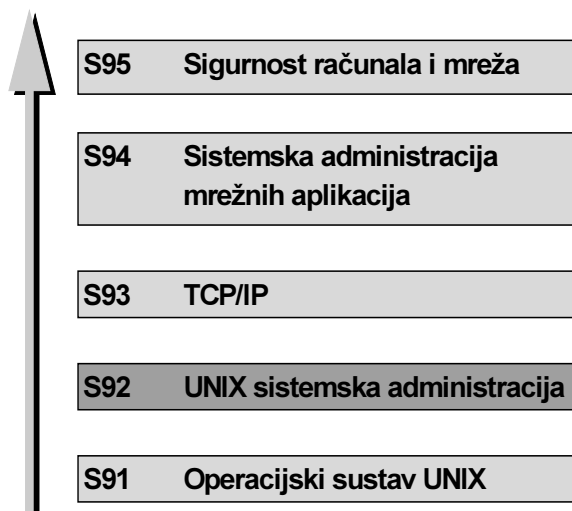 S95 Sigurnost računala i mreža
S94 Sistemska administracija
mrežnih aplikacija
S93 TCP/IP
S92 UNIX sistemska administracija
S91 Operacijski sustav UNIX